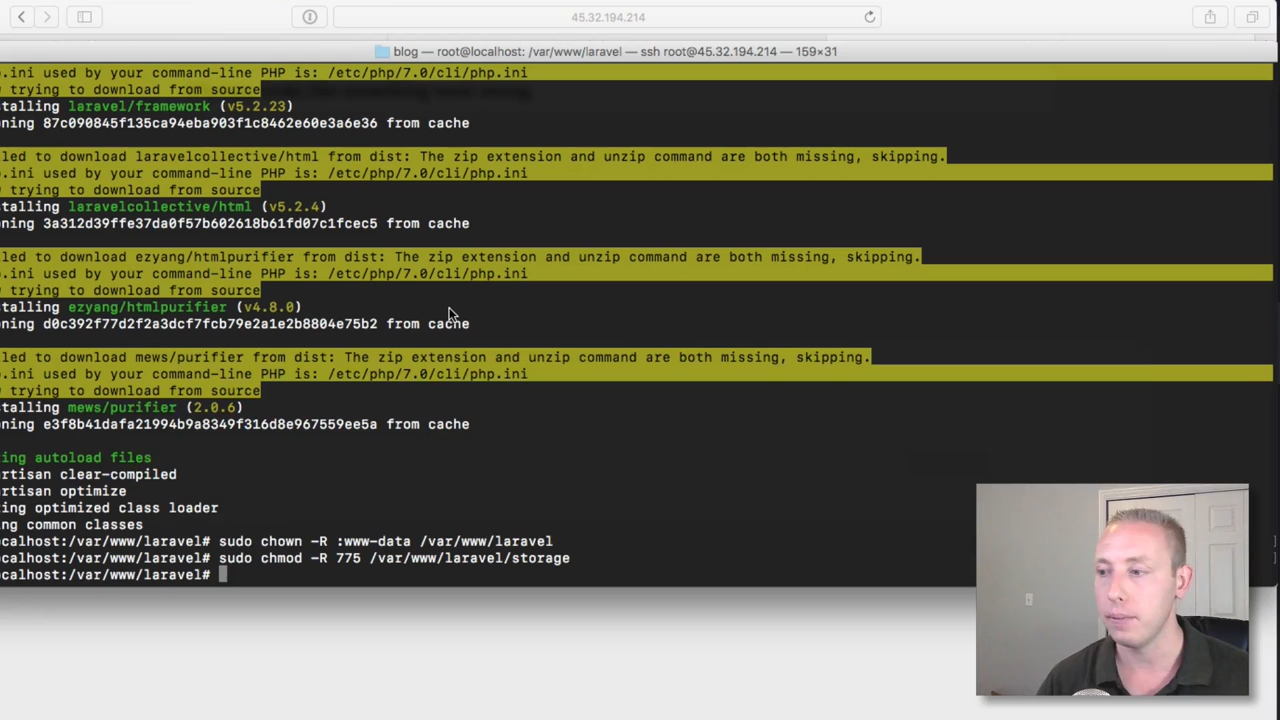 45.32.194.214
blog — root@localhost: /var/www/laravel — ssh root@45.32.194.214 — 159×31
.ini used by your command-line PHP is: /etc/php/7.0/cli/php.ini
trying to download from source
talling laravel/framework (v5.2.23)
ning 87c090845f135ca94eba903f1c8462e60e3a6e36 from cache
led to download laravelcollective/html from dist: The zip extension and unzip command are both missing, skipping.
.ini used by your command-line PHP is: /etc/php/7.0/cli/php.ini
trying to download from source
talling laravelcollective/html (v5.2.4)
ning 3a312d39ffe37da0f57b602618b61fd07c1fcec5 from cache
led to download ezyang/htmlpurifier from dist: The zip extension and unzip command are both missing, skipping.
.ini used by your command-line PHP is: /etc/php/7.0/cli/php.ini
trying to download from source
talling ezyang/htmlpurifier (v4.8.0)
ning d0c392f77d2f2a3dcf7fcb79e2a1e2b8804e75b2 from cache
led to download mews/purifier from dist: The zip extension and unzip command are both missing, skipping.
.ini used by your command-line PHP is: /etc/php/7.0/cli/php.ini
trying to download from source
talling mews/purifier (2.0.6)
ning e3f8b41dafa21994b9a8349f316d8e967559ee5a from cache
ing autoload files
rtisan clear-compiled
rtisan optimize
ting optimized class loader
ing common classes
ocalhost:/var/www/laravel# sudo chown -R :www-data /var/www/laravel
ocalhost:/var/www/laravel# sudo chmod -R 775 /var/www/laravel/storage
ocalhost:/var/www/laravel#